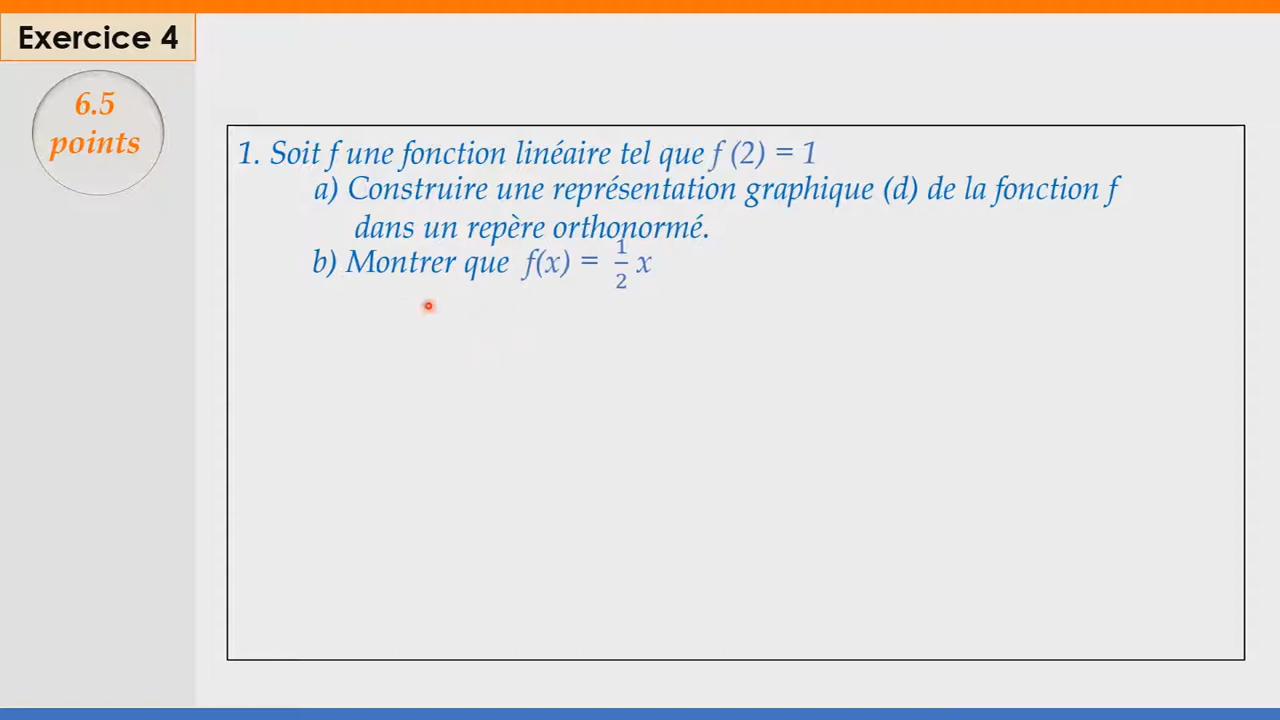 Exercice 4
6.5
points
1. Soit f une fonction linéaire tel que f (2) = 1
a) Construire une représentation graphique (d) de la fonction f
dans un repère orthonormé.
b) Montrer que f(x) = 1/2 x